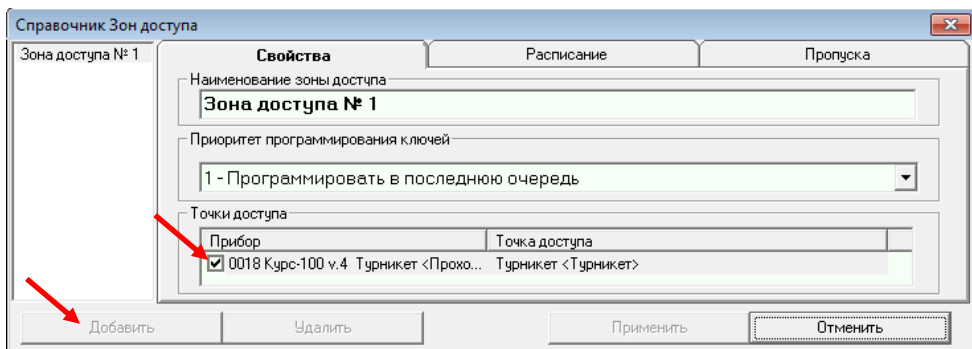 Справочник Зон доступа
Зона доступа № 1
Свойства
Расписание
Пропуска
Наименование зоны доступа
Зона доступа № 1
Приоритет программирования ключей
1 - Программировать в последнюю очередь
Точки доступа
Прибор
Точка доступа
0018 Курс-100 v.4 Турникет <Прохо... Турникет <Турникет>
Добавить
Удалить
Применить
Отменить